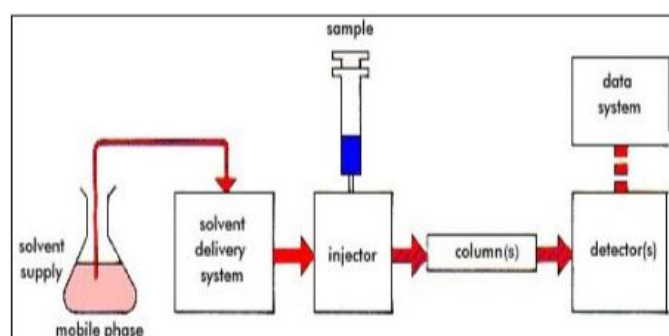 sample
data
system
solvent
supply
mobile phase
solvent
delivery
system
injector
column(s)
detector(s)